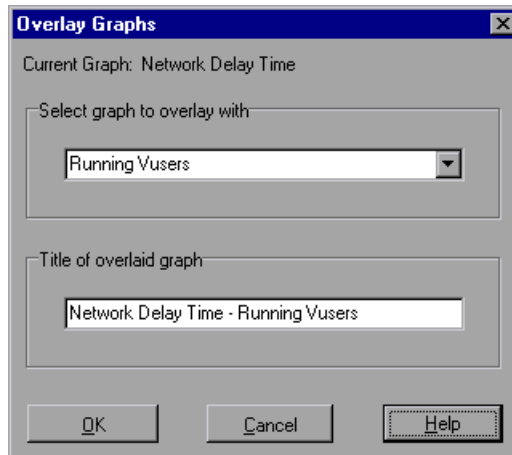 Overlay Graphs
Current Graph: Network Delay Time
Select graph to overlay with
Running Vusers
Title of overlaid graph
Network Delay Time - Running Vusers
OK Cancel Help